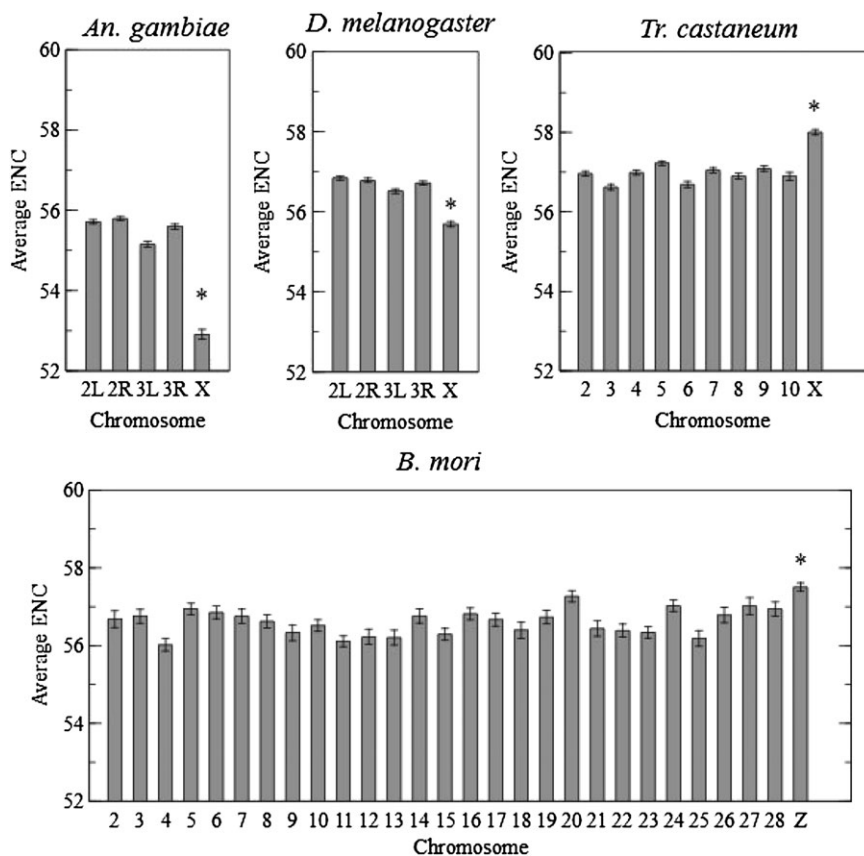 An. gambiae
D. melanogaster
Tr. castaneum
60
58
56
54
52
Average ENC
*
2L 2R 3L 3R X
Chromosome
60
58
56
54
52
Average ENC
*
2L 2R 3L 3R X
Chromosome
60
58
56
54
52
Average ENC
*
2 3 4 5 6 7 8 9 10 X
Chromosome
B. mori
60
58
56
54
52
Average ENC
*
2 3 4 5 6 7 8 9 10 11 12 13 14 15 16 17 18 19 20 21 22 23 24 25 26 27 28 Z
Chromosome